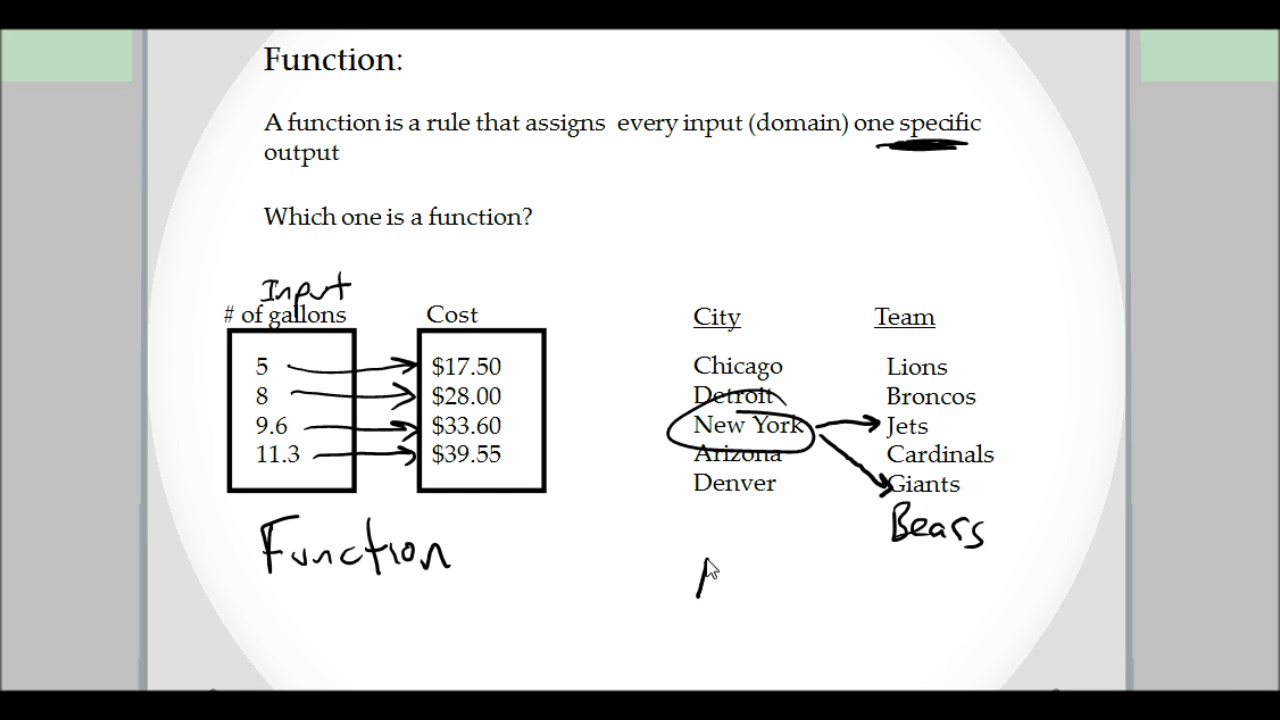 Function:
A function is a rule that assigns every input (domain) one specific
output
Which one is a function?
Input
# of gallons
Cost
5
$17.50
8
$28.00
9.6
$33.60
11.3
$39.55
Function
City
Team
Chicago
Lions
Detroit
Broncos
New York
Jets
Arizona
Cardinals
Denver
Giants
Bears